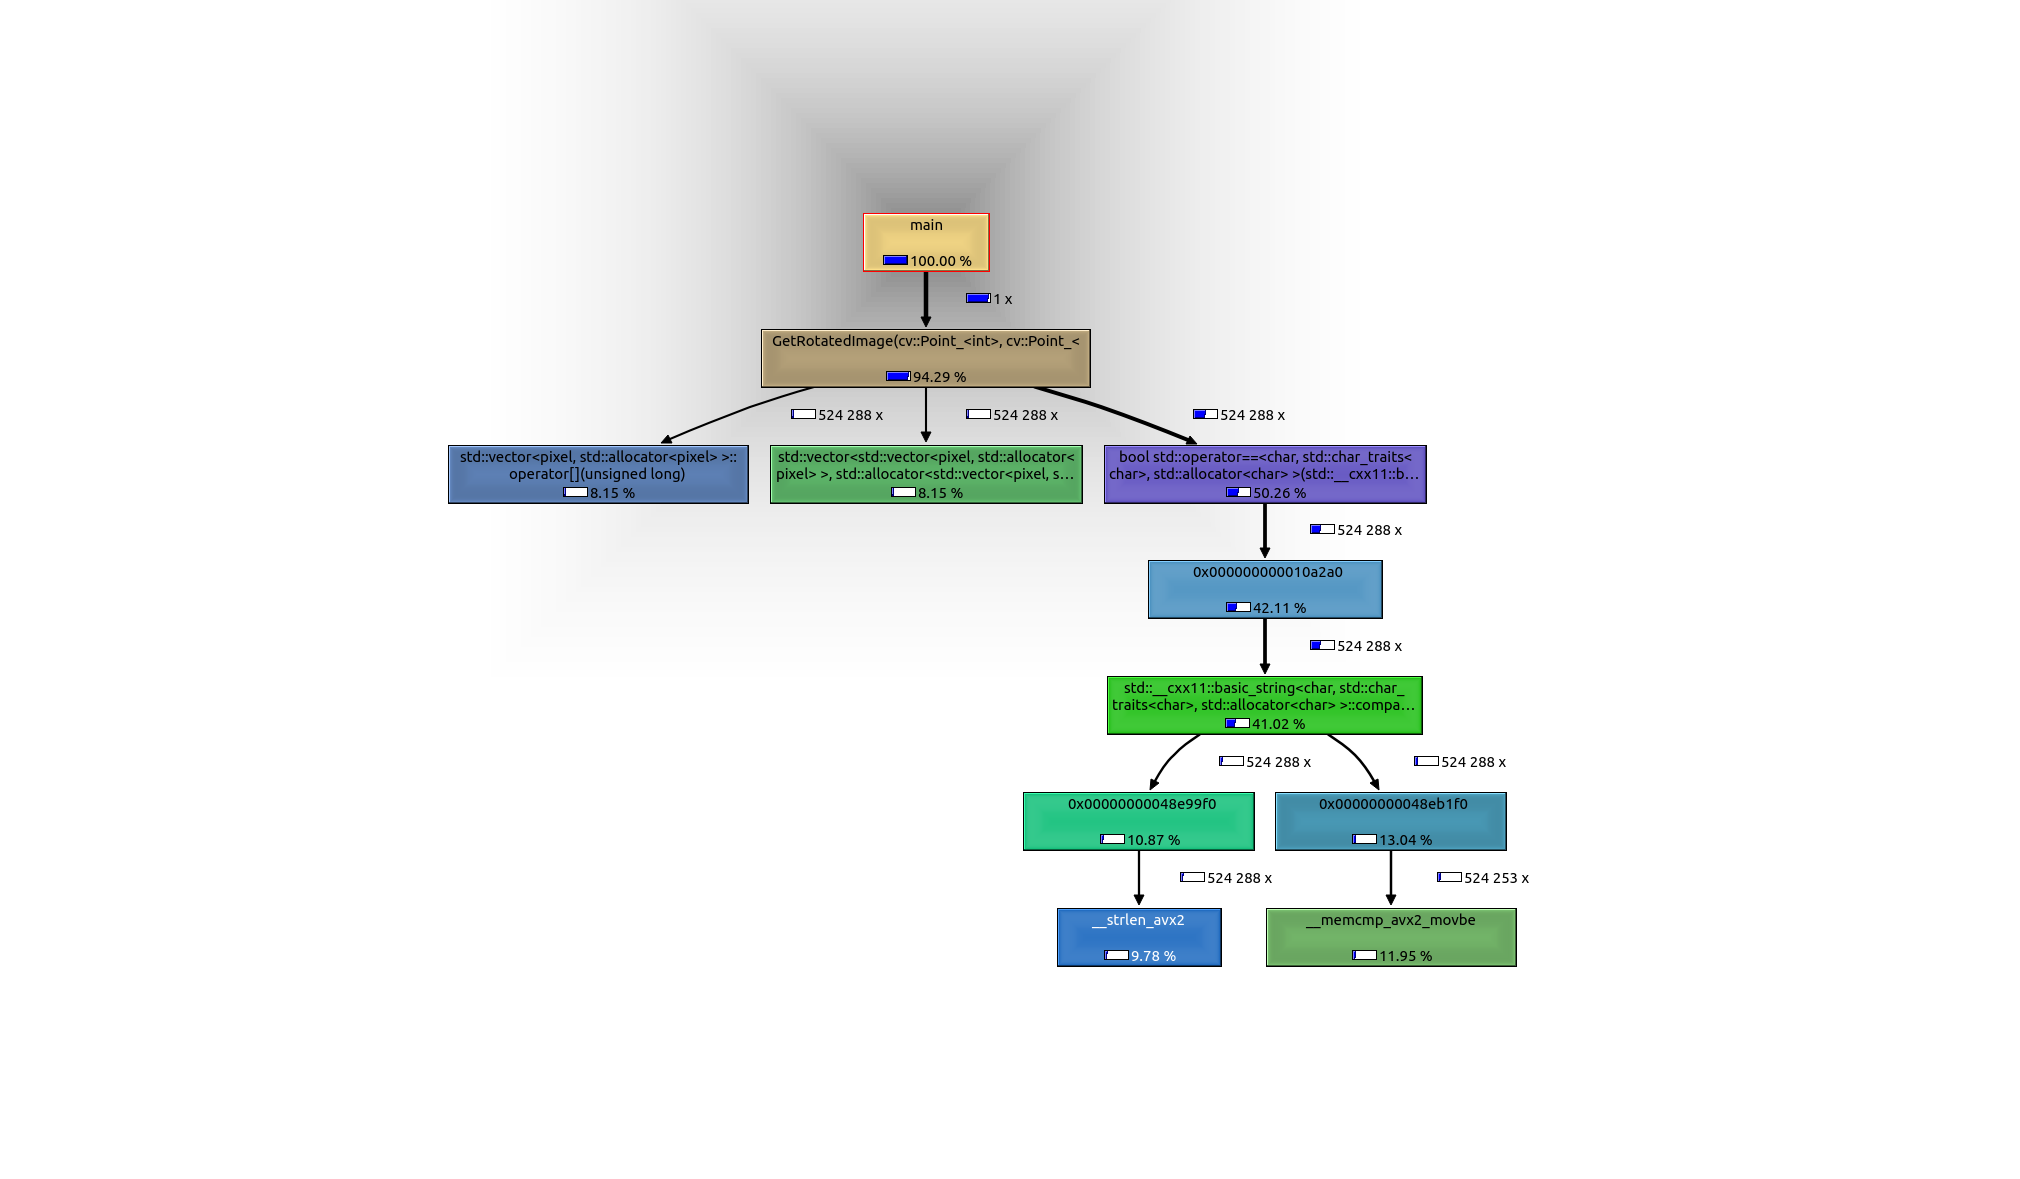 main
100.00 %
1 x
GetRotatedImage(cv::Point_<int>, cv::Point_<
94.29 %
524 288 x
524 288 x
524 288 x
std::vector<pixel, std::allocator<pixel> >::
operator[](unsigned long)
8.15 %
std::vector<std::vector<pixel, std::allocator<
pixel> >, std::allocator<std::vector<pixel, s...
8.15 %
bool std::operator==<char, std::char_traits<
char>, std::allocator<char> >(std::__cxx11::b...
50.26 %
524 288 x
0x000000000010a2a0
42.11 %
524 288 x
std::__cxx11::basic_string<char, std::char_
traits<char>, std::allocator<char> >::compa...
41.02 %
524 288 x
524 288 x
0x00000000048e99f0
10.87 %
0x00000000048eb1f0
13.04 %
524 288 x
524 253 x
__strlen_avx2
9.78 %
__memcmp_avx2_movbe
11.95 %